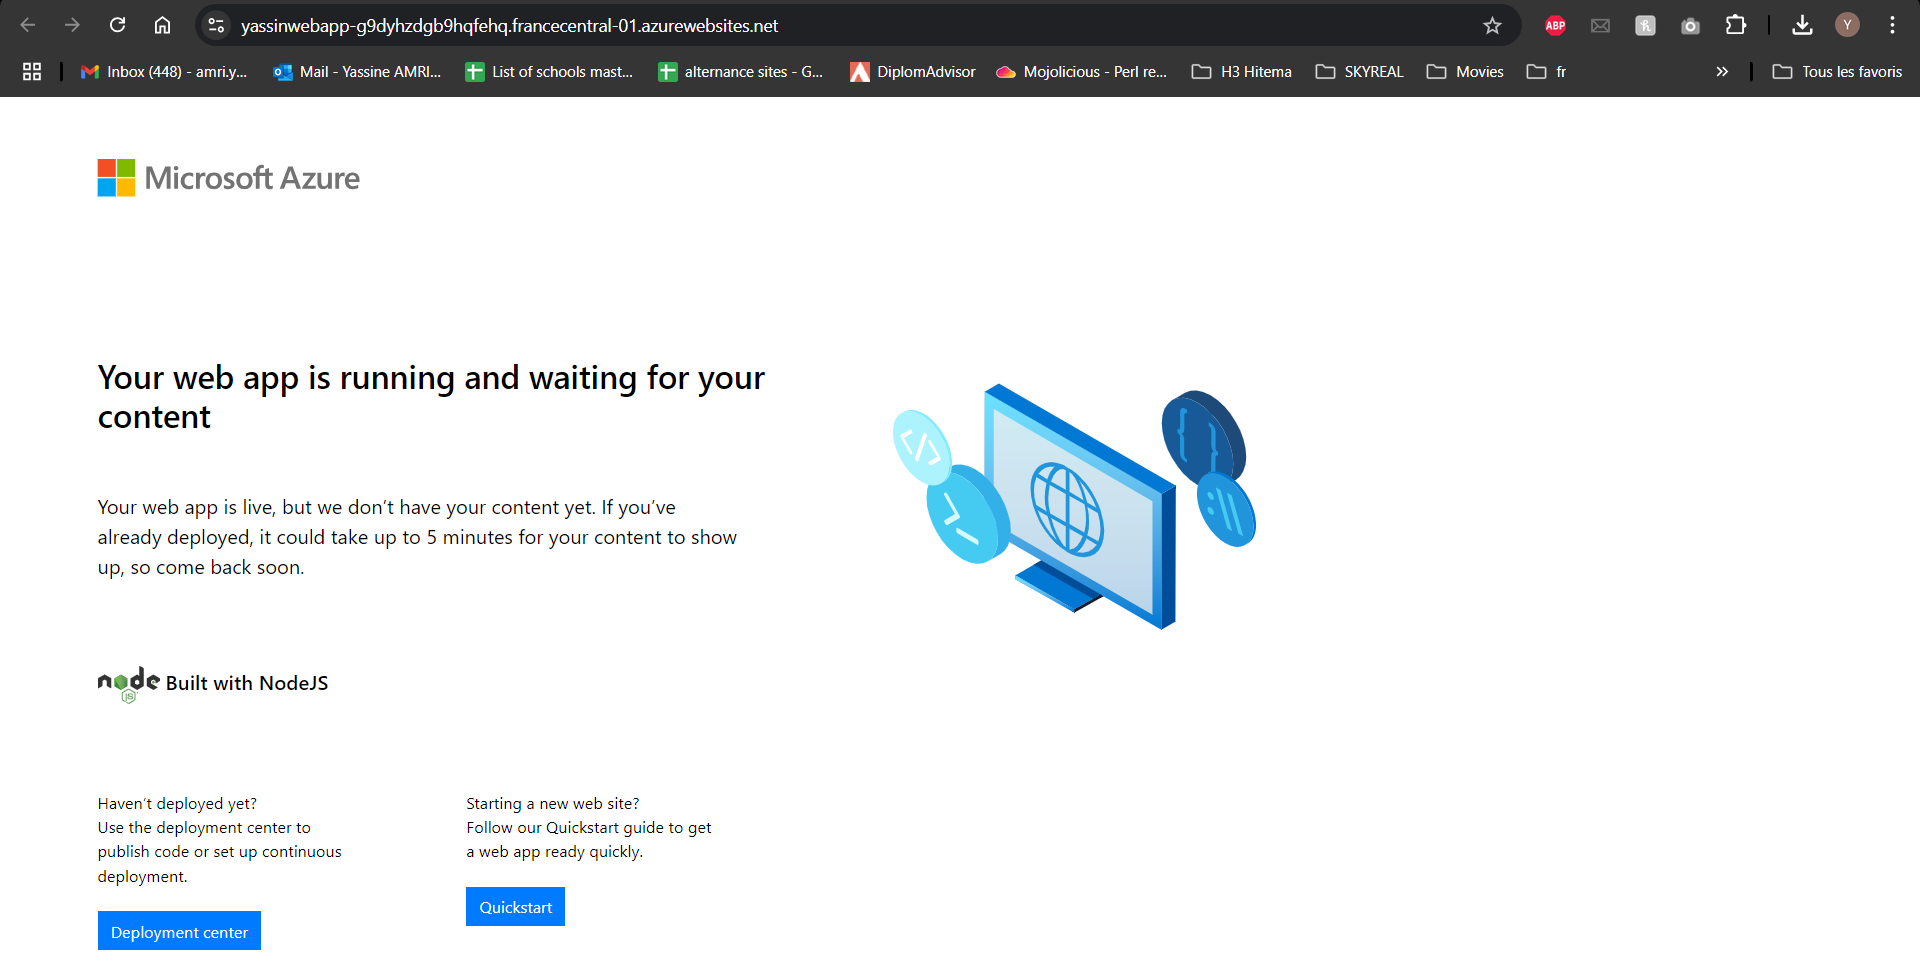 yassinwebapp-g9dyhzdgb9hqfehq.francecentral-01.azurewebsites.net
ABP
Y
Inbox (448) - amri.y...
Mail - Yassine AMRI...
List of schools mast...
alternance sites - G...
DiplomAdvisor
Mojolicious - Perl re...
H3 Hitema
SKYREAL
Movies
fr
Tous les favoris
Microsoft Azure
Your web app is running and waiting for your
content
Your web app is live, but we don’t have your content yet. If you’ve
already deployed, it could take up to 5 minutes for your content to show
up, so come back soon.
node
JS
Built with NodeJS
Haven’t deployed yet?
Use the deployment center to
publish code or set up continuous
deployment.
Deployment center
Starting a new web site?
Follow our Quickstart guide to get
a web app ready quickly.
Quickstart